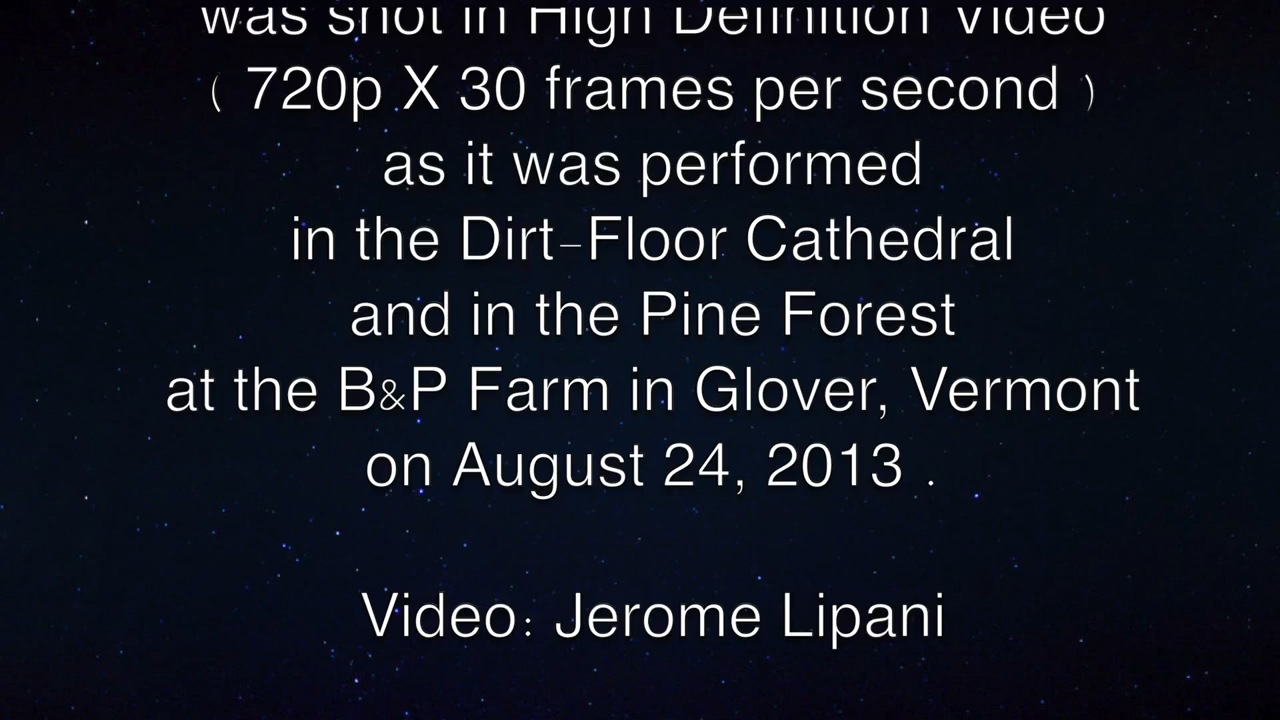 was shot in High Definition Video
( 720p X 30 frames per second )
as it was performed
in the Dirt-Floor Cathedral
and in the Pine Forest
at the B&P Farm in Glover, Vermont
on August 24, 2013 .
Video: Jerome Lipani